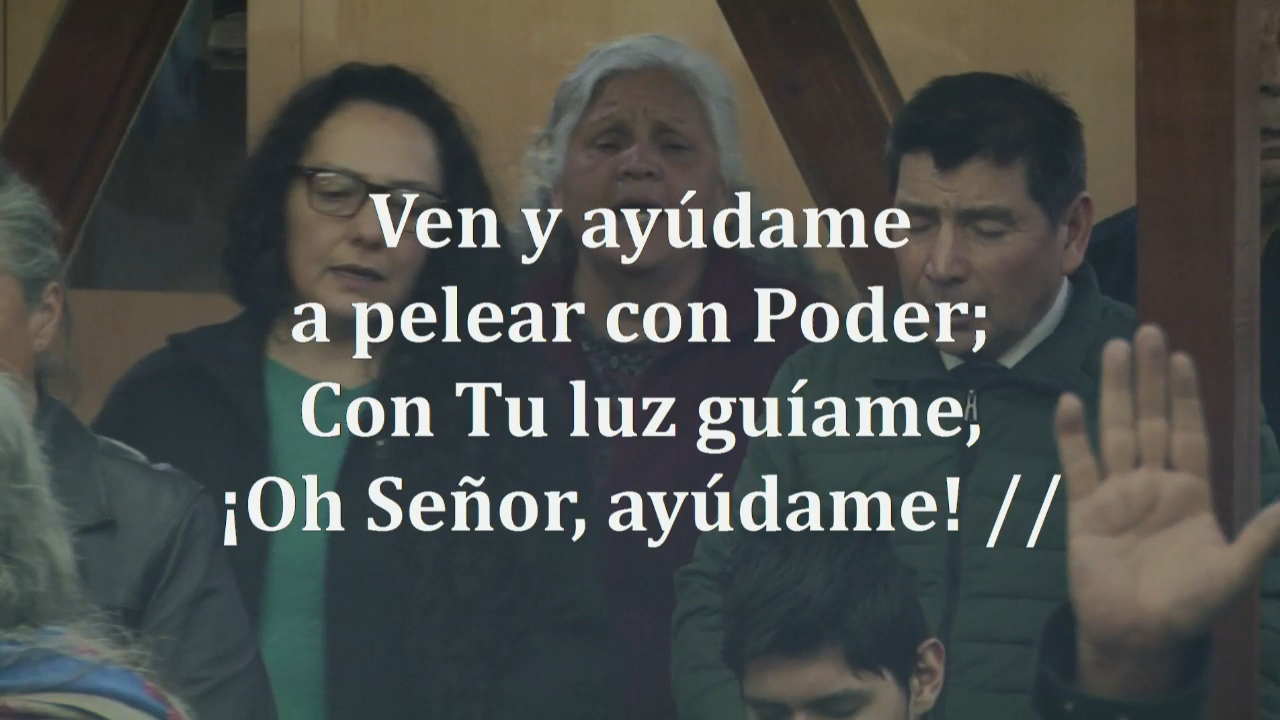 Ven y ayúdame
a pelear con Poder;
Con Tu luz guíame,
¡Oh Señor, ayúdame! //